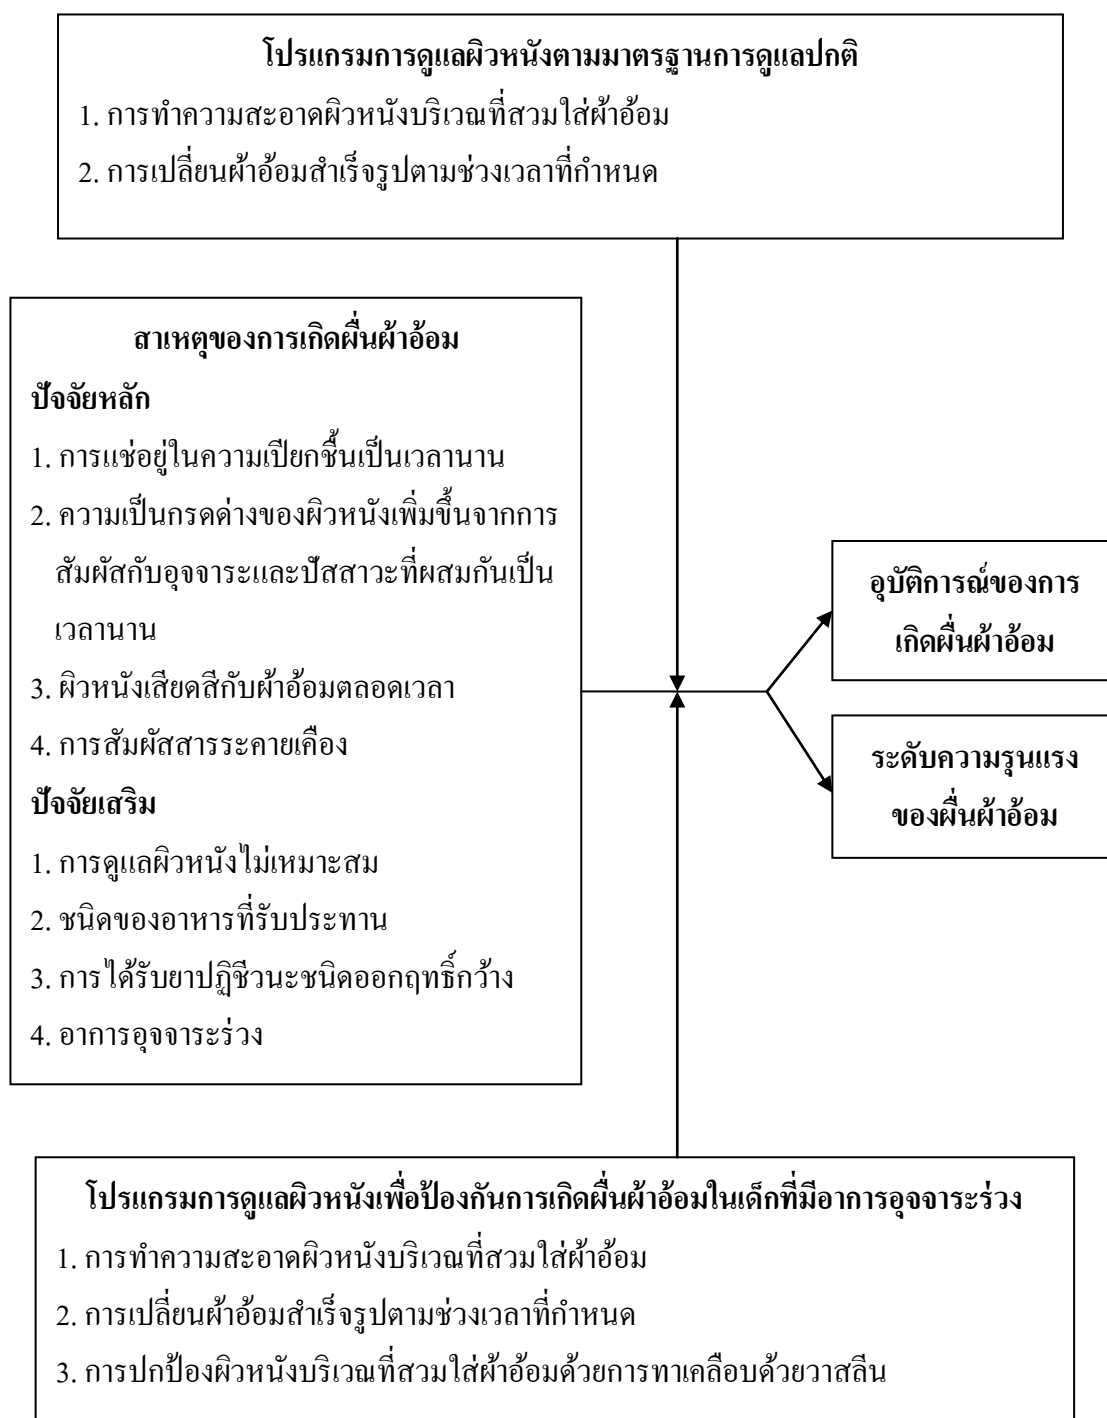 โปรแกรมการดูแลผิวหนังตามมาตรฐานการดูแลปกติ
1. การทำความสะอาดผิวหนังบริเวณที่สวมใส่ผ้าอ้อม
2. การเปลี่ยนผ้าอ้อมสำเร็จรูปตามช่วงเวลาที่กำหนด
สาเหตุของการเกิดผื่นผ้าอ้อม
ปัจจัยหลัก
1. การแช่อยู่ในความเปียกชื้นเป็นเวลานาน
2. ความเป็นกรดด่างของผิวหนังเพิ่มขึ้นจากการ
สัมผัสกับอุจจาระและปัสสาวะที่ผสมกันเป็น
เวลานาน
3. ผิวหนังเสียดสีกับผ้าอ้อมตลอดเวลา
4. การสัมผัสสารระคายเคือง
ปัจจัยเสริม
1. การดูแลผิวหนังไม่เหมาะสม
2. ชนิดของอาหารที่รับประทาน
3. การได้รับยาปฏิชีวนะชนิดออกฤทธิ์กว้าง
4. อาการอุจจาระร่วง
อุบัติการณ์ของการ
เกิดผื่นผ้าอ้อม
ระดับความรุนแรง
ของผื่นผ้าอ้อม
โปรแกรมการดูแลผิวหนังเพื่อป้องกันการเกิดผื่นผ้าอ้อมในเด็กที่มีอาการอุจจาระร่วง
1. การทำความสะอาดผิวหนังบริเวณที่สวมใส่ผ้าอ้อม
2. การเปลี่ยนผ้าอ้อมสำเร็จรูปตามช่วงเวลาที่กำหนด
3. การปกป้องผิวหนังบริเวณที่สวมใส่ผ้าอ้อมด้วยการทาเคลือบด้วยวาสลีน